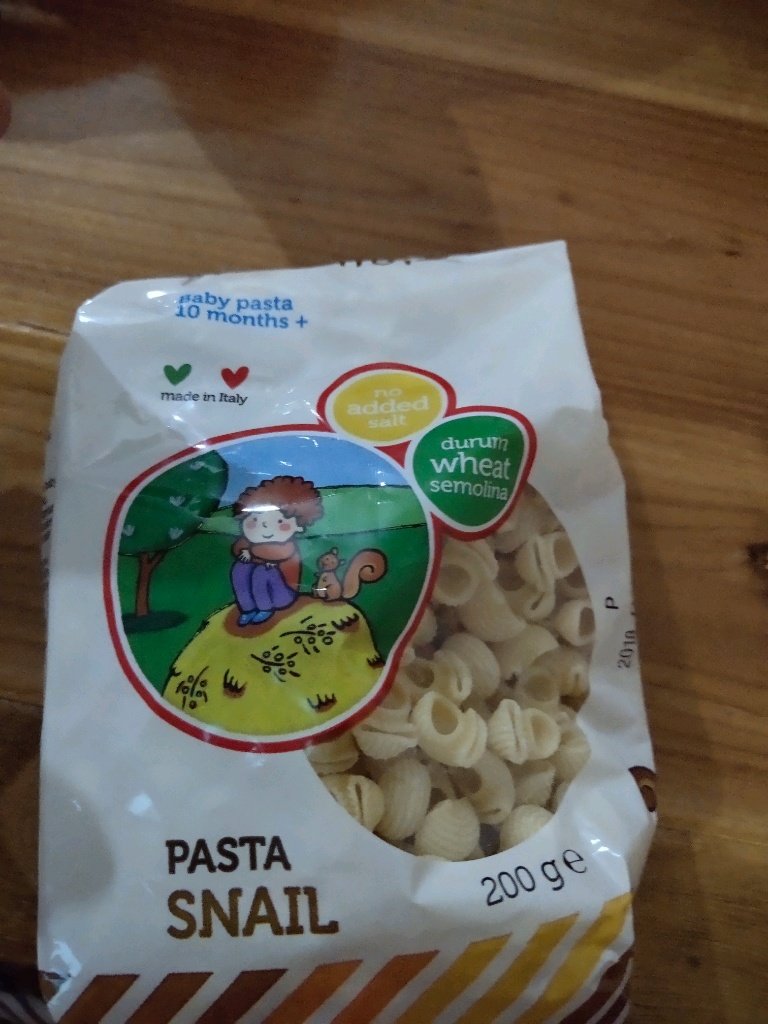 Baby pasta
10 months +
made in Italy
no
added
salt
durum
wheat
semolina
P
PASTA
SNAIL
200 g e